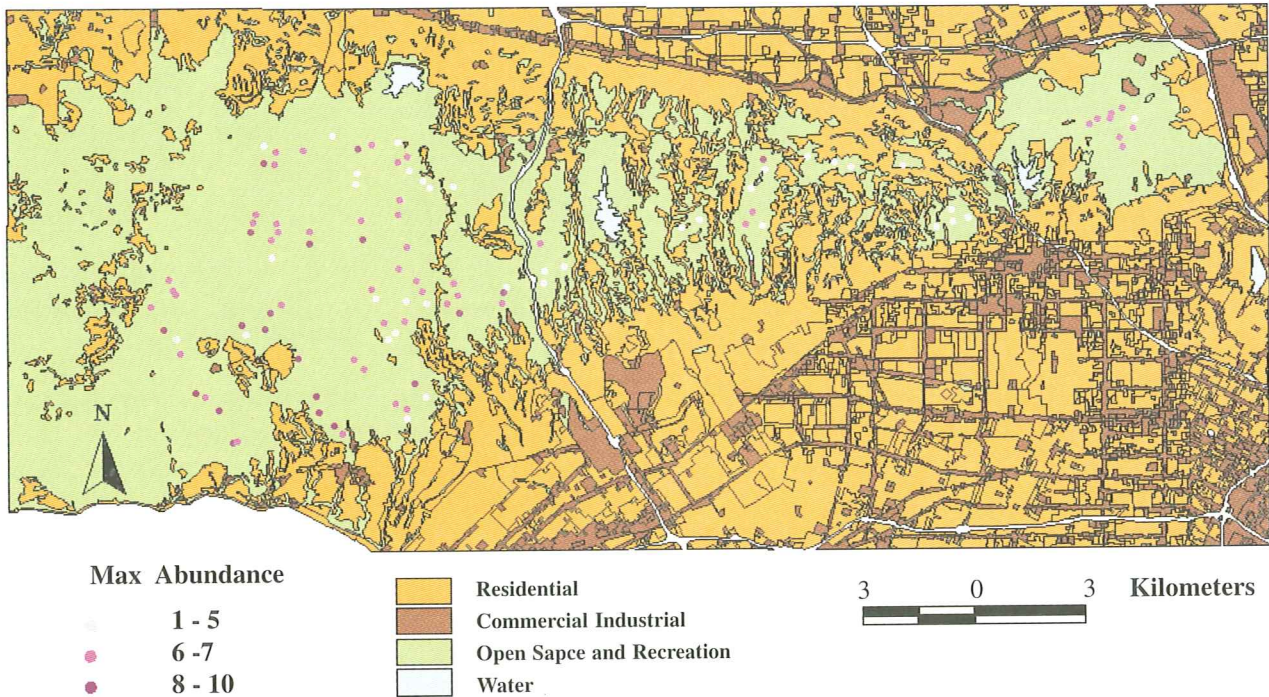 N
Max Abundance
1 - 5
6 -7
8 - 10
Residential
Commercial Industrial
Open Sapce and Recreation
Water
3 0 3 Kilometers